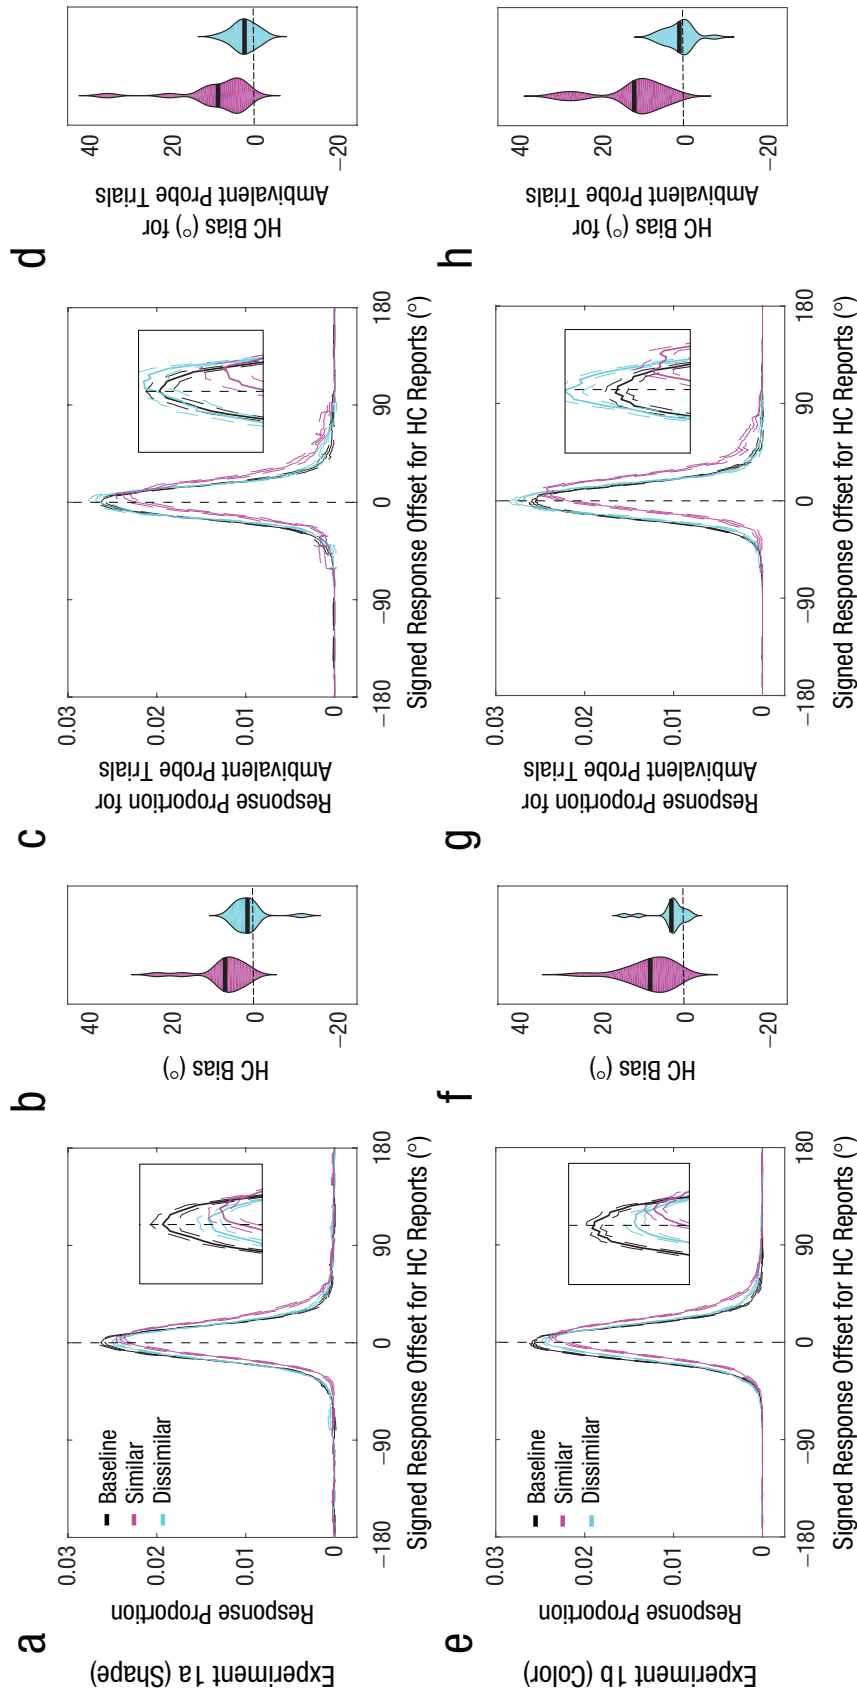 Experiment 1a (Shape)
a
Response Proportion
0.03
0.02
0.01
0
Baseline
Similar
Dissimilar
−180
−90
0
90
180
Signed Response Offset for HC Reports (°)
b
HC Bias (°)
40
20
0
−20
c
Response Proportion for
Ambivalent Probe Trials
0.03
0.02
0.01
0
−180
−90
0
90
180
Signed Response Offset for HC Reports (°)
d
HC Bias (°) for
Ambivalent Probe Trials
40
20
0
−20
Experiment 1b (Color)
e
Response Proportion
0.03
0.02
0.01
0
Baseline
Similar
Dissimilar
−180
−90
0
90
180
Signed Response Offset for HC Reports (°)
f
HC Bias (°)
40
20
0
−20
g
Response Proportion for
Ambivalent Probe Trials
0.03
0.02
0.01
0
−180
−90
0
90
180
Signed Response Offset for HC Reports (°)
h
HC Bias (°) for
Ambivalent Probe Trials
40
20
0
−20